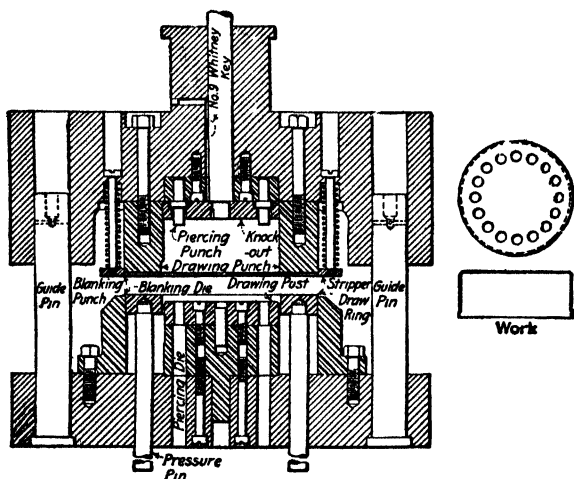 No.9 Whitney
Key
Piercing
Punch
Knock
-out
Drawing Punch
Guide
Pin
Blanking
Punch
Blanking Die
Drawing Post
Stripper
Draw
Ring
Guide
Pin
Piercing Die
Pressure
Pin
Work